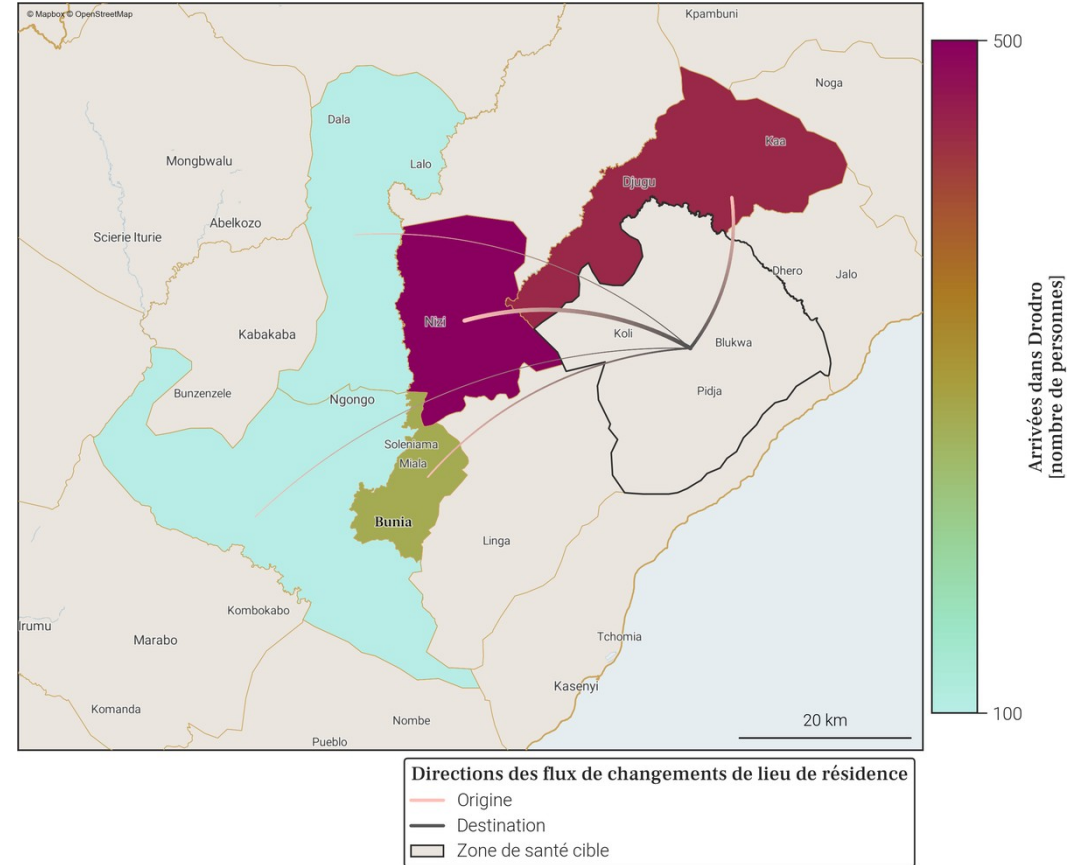 © Mapbox © OpenStreetMap
Kpambuni
Noga
Dala
Kaa
Mongbwalu
Lalo
Djugu
Abelkozo
Scierie Iturie
Dhero
Jalo
Nizi
Kabakaba
Koli
Blukwa
Bunzenzele
Ngongo
Pidja
Soleniama
Miala
Bunia
Linga
Kombokabo
Irumu
Marabo
Tchomia
Kasenyi
Komanda
Nombe
Pueblo
20 km
500
100
Arrivées dans Drodro
[nombre de personnes]
Directions des flux de changements de lieu de résidence
Origine
Destination
Zone de santé cible